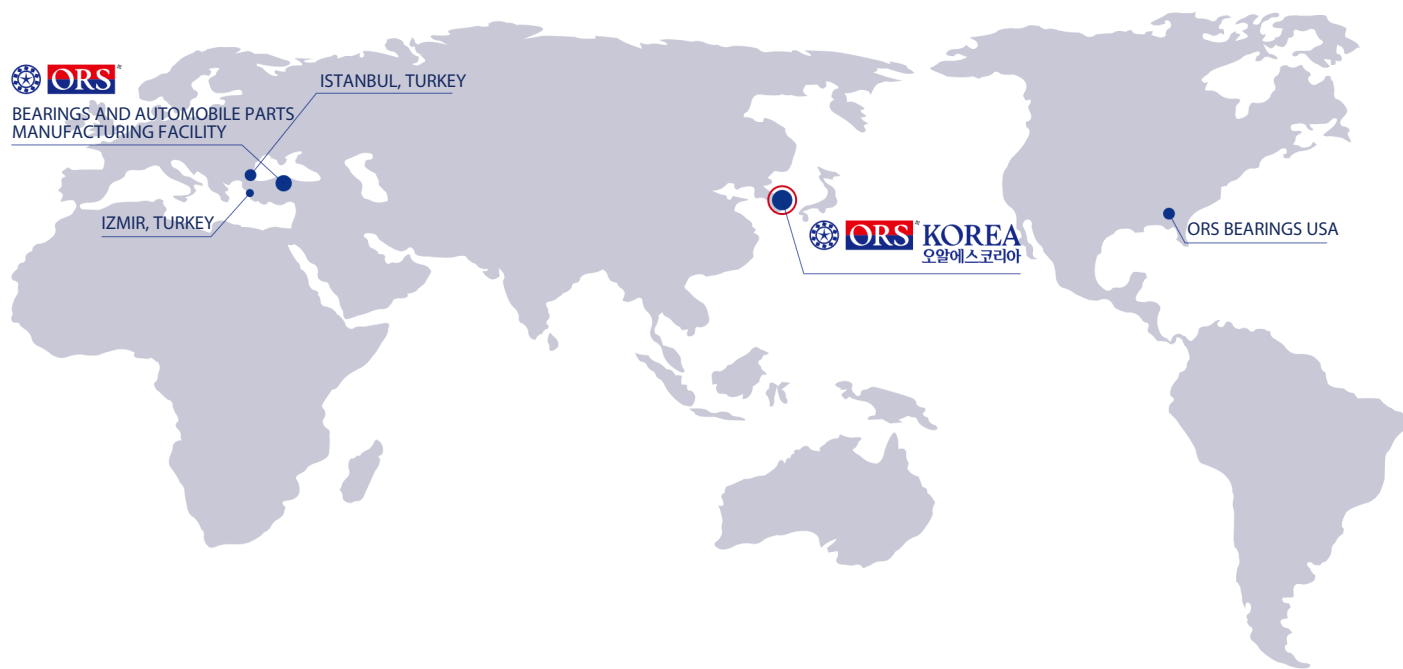 ORS
BEARINGS AND AUTOMOBILE PARTS
MANUFACTURING FACILITY
ISTANBUL, TURKEY
IZMIR, TURKEY
ORS KOREA
오알에스코리아
ORS BEARINGS USA